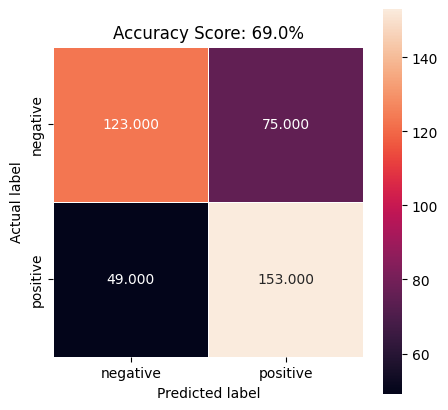 Accuracy Score: 69.0%
Actual label
negative
123.000
75.000
positive
49.000
153.000
negative
positive
Predicted label
140
120
100
80
60